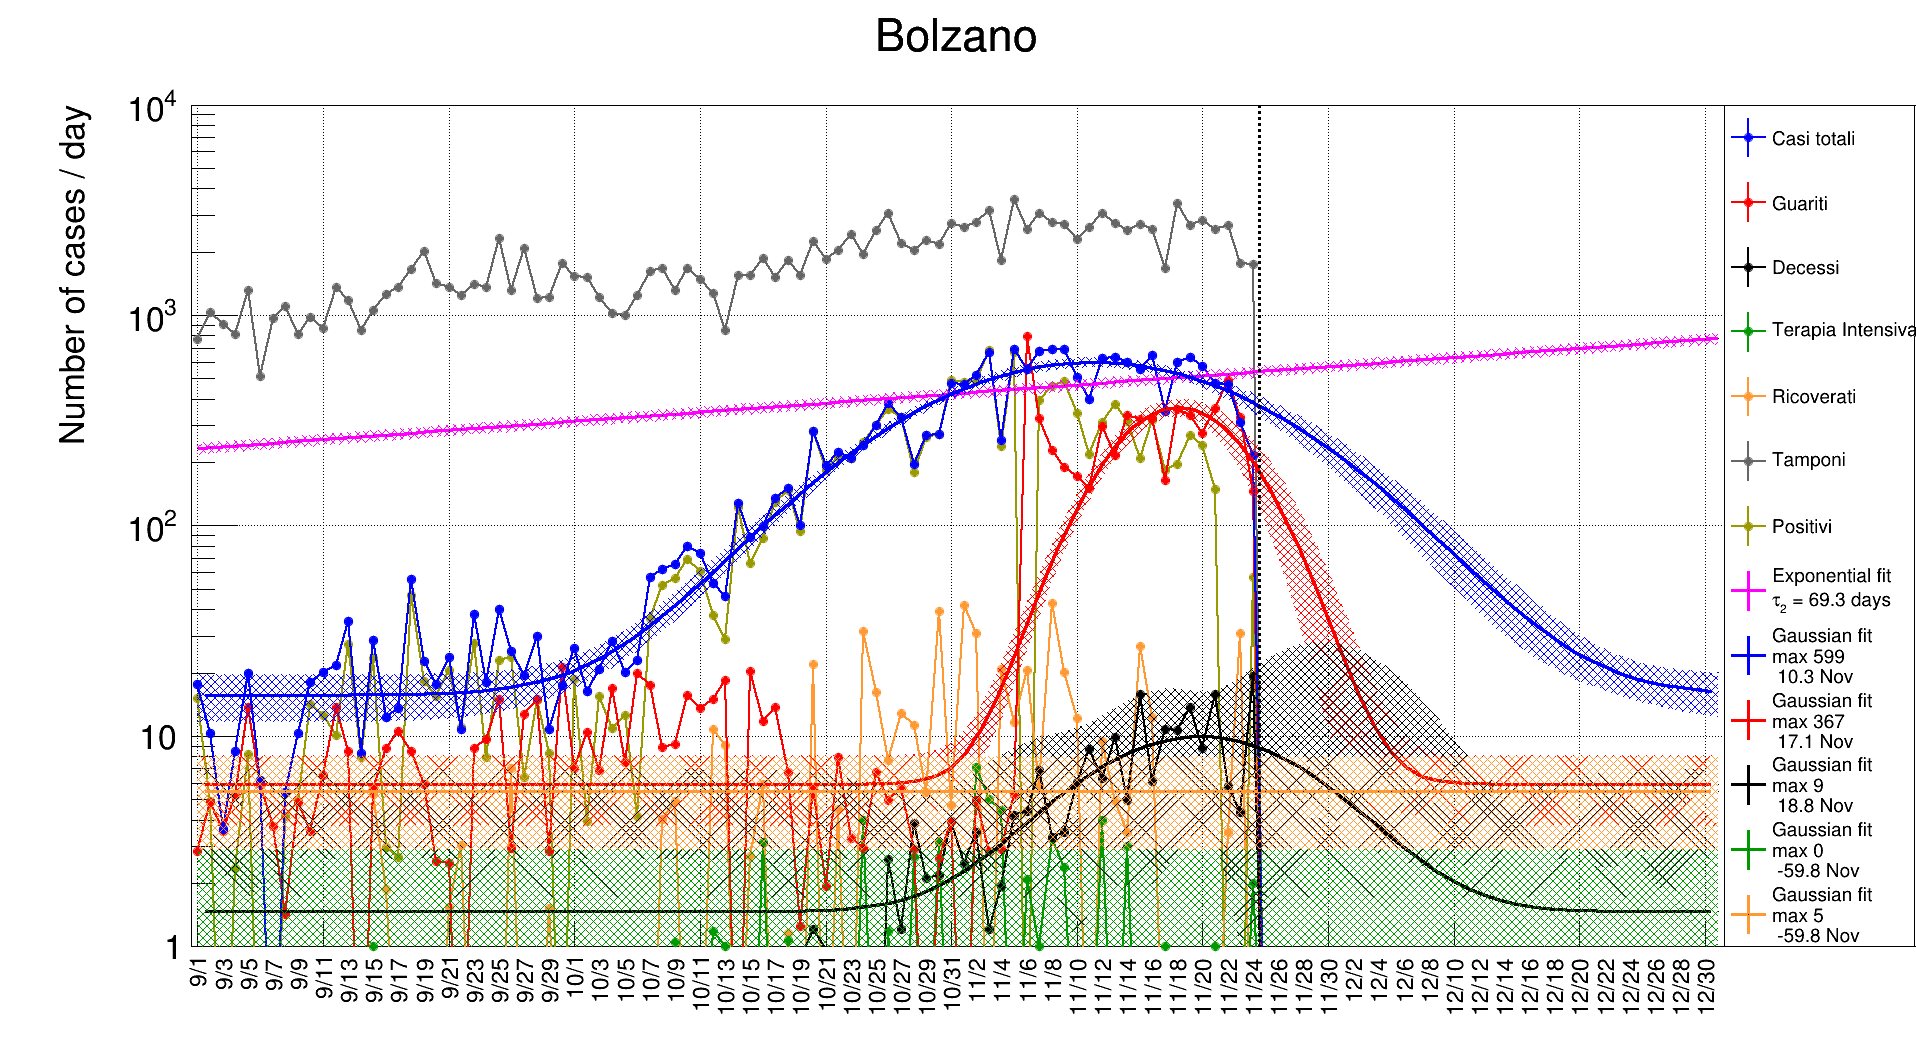 Bolzano
Number of cases / day
10⁴
10³
10²
10
1
9/1 9/3 9/5 9/7 9/9 9/11 9/13 9/15 9/17 9/19 9/21 9/23 9/25 9/27 9/29 10/1 10/3 10/5 10/7 10/9 10/11 10/13 10/15 10/17 10/19 10/21 10/23 10/25 10/27 10/29 10/31 11/2 11/4 11/6 11/8 11/10 11/12 11/14 11/16 11/18 11/20 11/22 11/24 11/26 11/28 11/30 12/2 12/4 12/6 12/8 12/10 12/12 12/14 12/16 12/18 12/20 12/22 12/24 12/26 12/28 12/30
Casi totali
Guariti
Decessi
Terapia Intensiva
Ricoverati
Tamponi
Positivi
Exponential fit
τ₂ = 69.3 days
Gaussian fit
max 599
10.3 Nov
Gaussian fit
max 367
17.1 Nov
Gaussian fit
max 9
18.8 Nov
Gaussian fit
max 0
-59.8 Nov
Gaussian fit
max 5
-59.8 Nov